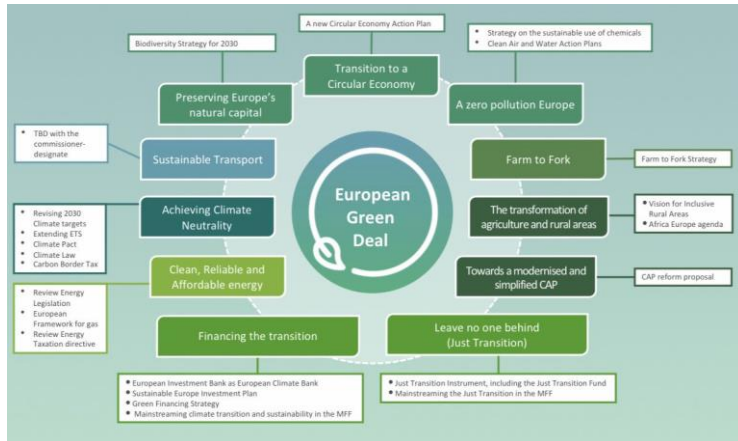 A new Circular Economy Action Plan
Biodiversity Strategy for 2030
Transition to a
Circular Economy
• Strategy on the sustainable use of chemicals
• Clean Air and Water Action Plans
Preserving Europe's
natural capital
A zero pollution Europe
• TBD with the
commissioner-
designate
Sustainable Transport
Farm to Fork
Farm to Fork Strategy
European
Green
Deal
• Revising 2030
Climate targets
• Extending ETS
• Climate Pact
• Climate Law
• Carbon Border Tax
Achieving Climate
Neutrality
The transformation of
agriculture and rural areas
• Vision for Inclusive
Rural Areas
• Africa Europe agenda
Clean, Reliable and
Affordable energy
Towards a modernised and
simplified CAP
CAP reform proposal
• Review Energy
Legislation
• European
Framework for gas
• Review Energy
Taxation directive
Financing the transition
Leave no one behind
(Just Transition)
• European Investment Bank as European Climate Bank
• Sustainable Europe Investment Plan
• Green Financing Strategy
• Mainstreaming climate transition and sustainability in the MFF
• Just Transition Instrument, including the Just Transition Fund
• Mainstreaming the Just Transition in the MFF